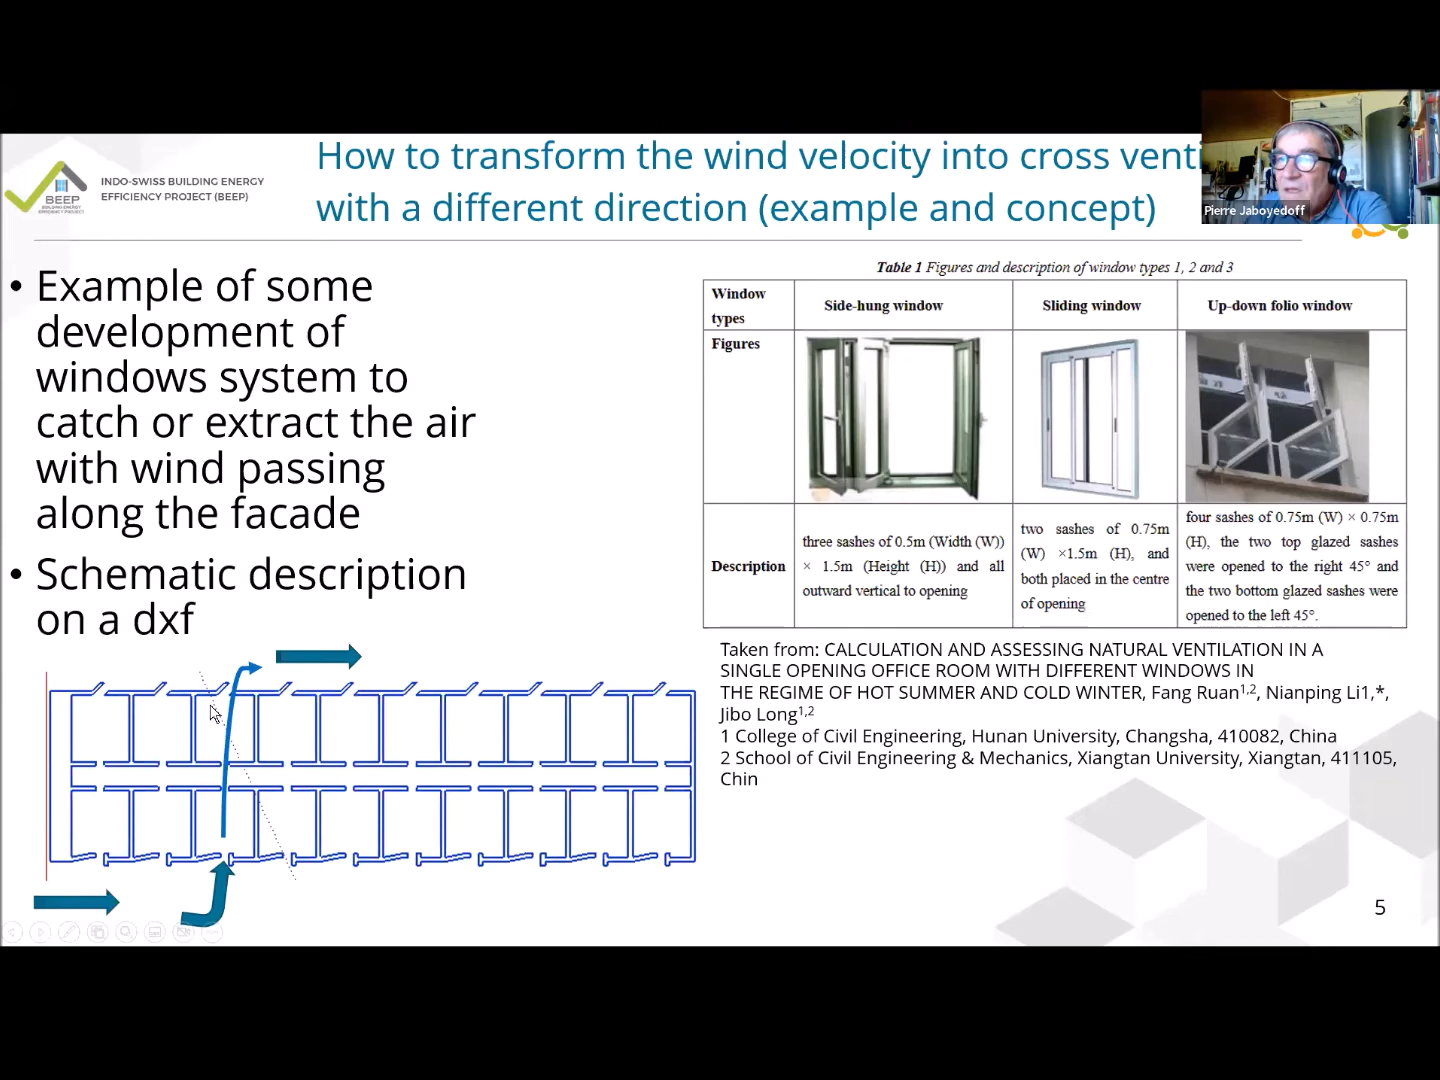 How to transform the wind velocity into cross venti
with a different direction (example and concept)
Pierre Jaboyedoff
BEEP
INDO-SWISS BUILDING ENERGY
EFFICIENCY PROJECT (BEEP)
• Example of some
development of
windows system to
catch or extract the air
with wind passing
along the facade
• Schematic description
on a dxf
Table 1 Figures and description of window types 1, 2 and 3
Window types
Side-hung window
Sliding window
Up-down folio window
Figures
Description
three sashes of 0.5m (Width (W))
× 1.5m (Height (H)) and all
outward vertical to opening
two sashes of 0.75m
(W) ×1.5m (H), and
both placed in the centre
of opening
four sashes of 0.75m (W) × 0.75m
(H), the two top glazed sashes
were opened to the right 45° and
the two bottom glazed sashes were
opened to the left 45°.
Taken from: CALCULATION AND ASSESSING NATURAL VENTILATION IN A
SINGLE OPENING OFFICE ROOM WITH DIFFERENT WINDOWS IN
THE REGIME OF HOT SUMMER AND COLD WINTER, Fang Ruan1,2, Nianping Li1,*,
Jibo Long1,2
1 College of Civil Engineering, Hunan University, Changsha, 410082, China
2 School of Civil Engineering & Mechanics, Xiangtan University, Xiangtan, 411105,
Chin
5